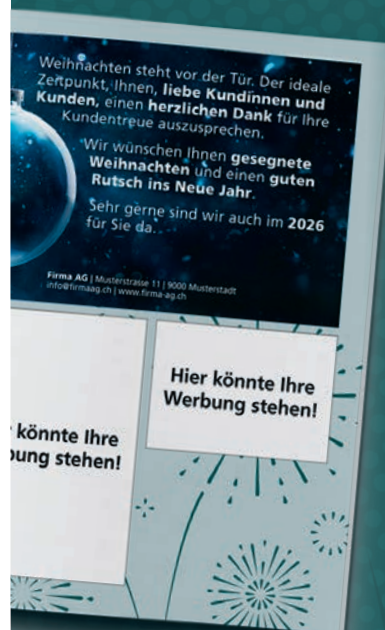 Weihnachten steht vor der Tür. Der ideale
Zeitpunkt, Ihnen, liebe Kundinnen und
Kunden, einen herzlichen Dank für Ihre
Kundentreue auszusprechen.
Wir wünschen Ihnen gesegnete
Weihnachten und einen guten
Rutsch ins Neue Jahr.
Sehr gerne sind wir auch im 2026
für Sie da.
Firma AG | Musterstrasse 11 | 9000 Musterstadt
info@firmaag.ch | www.firma-ag.ch
Hier könnte Ihre
Werbung stehen!
könnte Ihre
bung stehen!